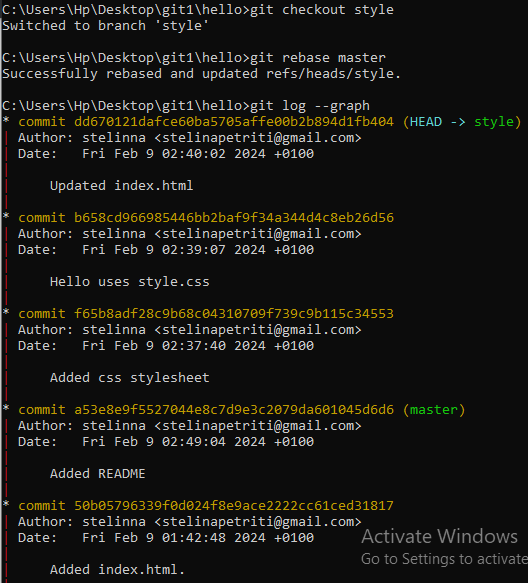 C:\Users\Hp\Desktop\git1\hello>git checkout style
Switched to branch 'style'
C:\Users\Hp\Desktop\git1\hello>git rebase master
Successfully rebased and updated refs/heads/style.
C:\Users\Hp\Desktop\git1\hello>git log --graph
* commit dd670121dafce60ba5705affe00b2b894d1fb404 (HEAD -> style)
| Author: stelinna <stelinapetriti@gmail.com>
| Date:   Fri Feb 9 02:40:02 2024 +0100
|
|     Updated index.html
|
* commit b658cd966985446bb2baf9f34a344d4c8eb26d56
| Author: stelinna <stelinapetriti@gmail.com>
| Date:   Fri Feb 9 02:39:07 2024 +0100
|
|     Hello uses style.css
|
* commit f65b8adf28c9b68c04310709f739c9b115c34553
| Author: stelinna <stelinapetriti@gmail.com>
| Date:   Fri Feb 9 02:37:40 2024 +0100
|
|     Added css stylesheet
|
* commit a53e8e9f5527044e8c7d9e3c2079da601045d6d6 (master)
| Author: stelinna <stelinapetriti@gmail.com>
| Date:   Fri Feb 9 02:49:04 2024 +0100
|
|     Added README
|
* commit 50b05796339f0d024f8e9ace2222cc61ced31817
| Author: stelinna <stelinapetriti@gmail.com>
| Date:   Fri Feb 9 01:42:48 2024 +0100
|
|     Added index.html.
Activate Windows
Go to Settings to activate